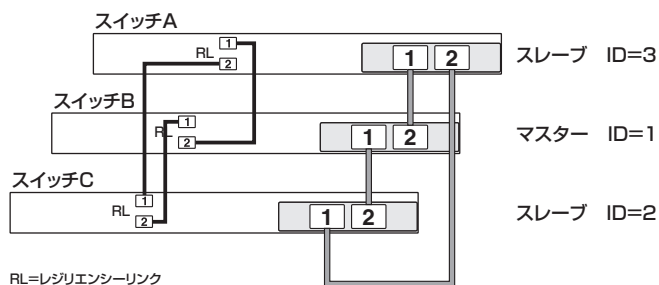 スイッチA
RL
1
2
1 2
スレーブ ID=3
スイッチB
RL
1
2
1 2
マスター ID=1
スイッチC
RL
1
2
1 2
スレーブ ID=2
RL=レジリエンシーリンク